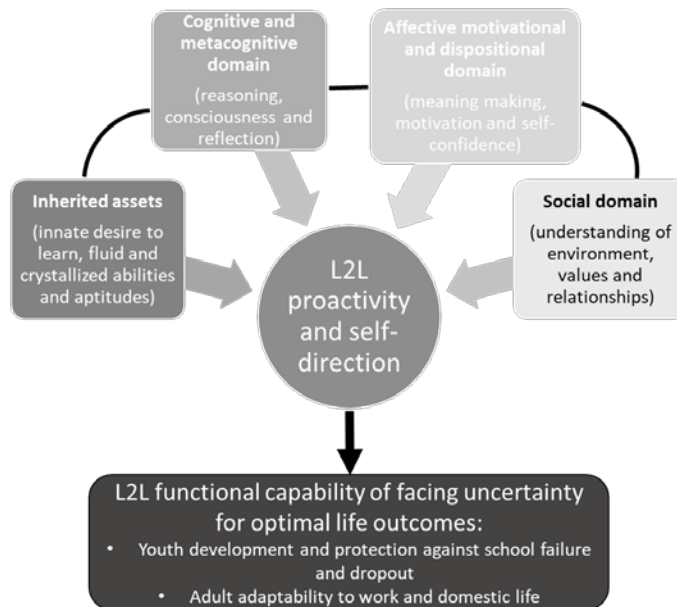 Cognitive and
metacognitive
domain
(reasoning,
consciousness and
reflection)
Affective motivational
and dispositional
domain
(meaning making,
motivation and self-
confidence)
Inherited assets
(innate desire to
learn, fluid and
crystallized abilities
and aptitudes)
Social domain
(understanding of
environment,
values and
relationships)
L2L
proactivity
and self-
direction
L2L functional capability of facing uncertainty
for optimal life outcomes:
• Youth development and protection against school failure
and dropout
• Adult adaptability to work and domestic life